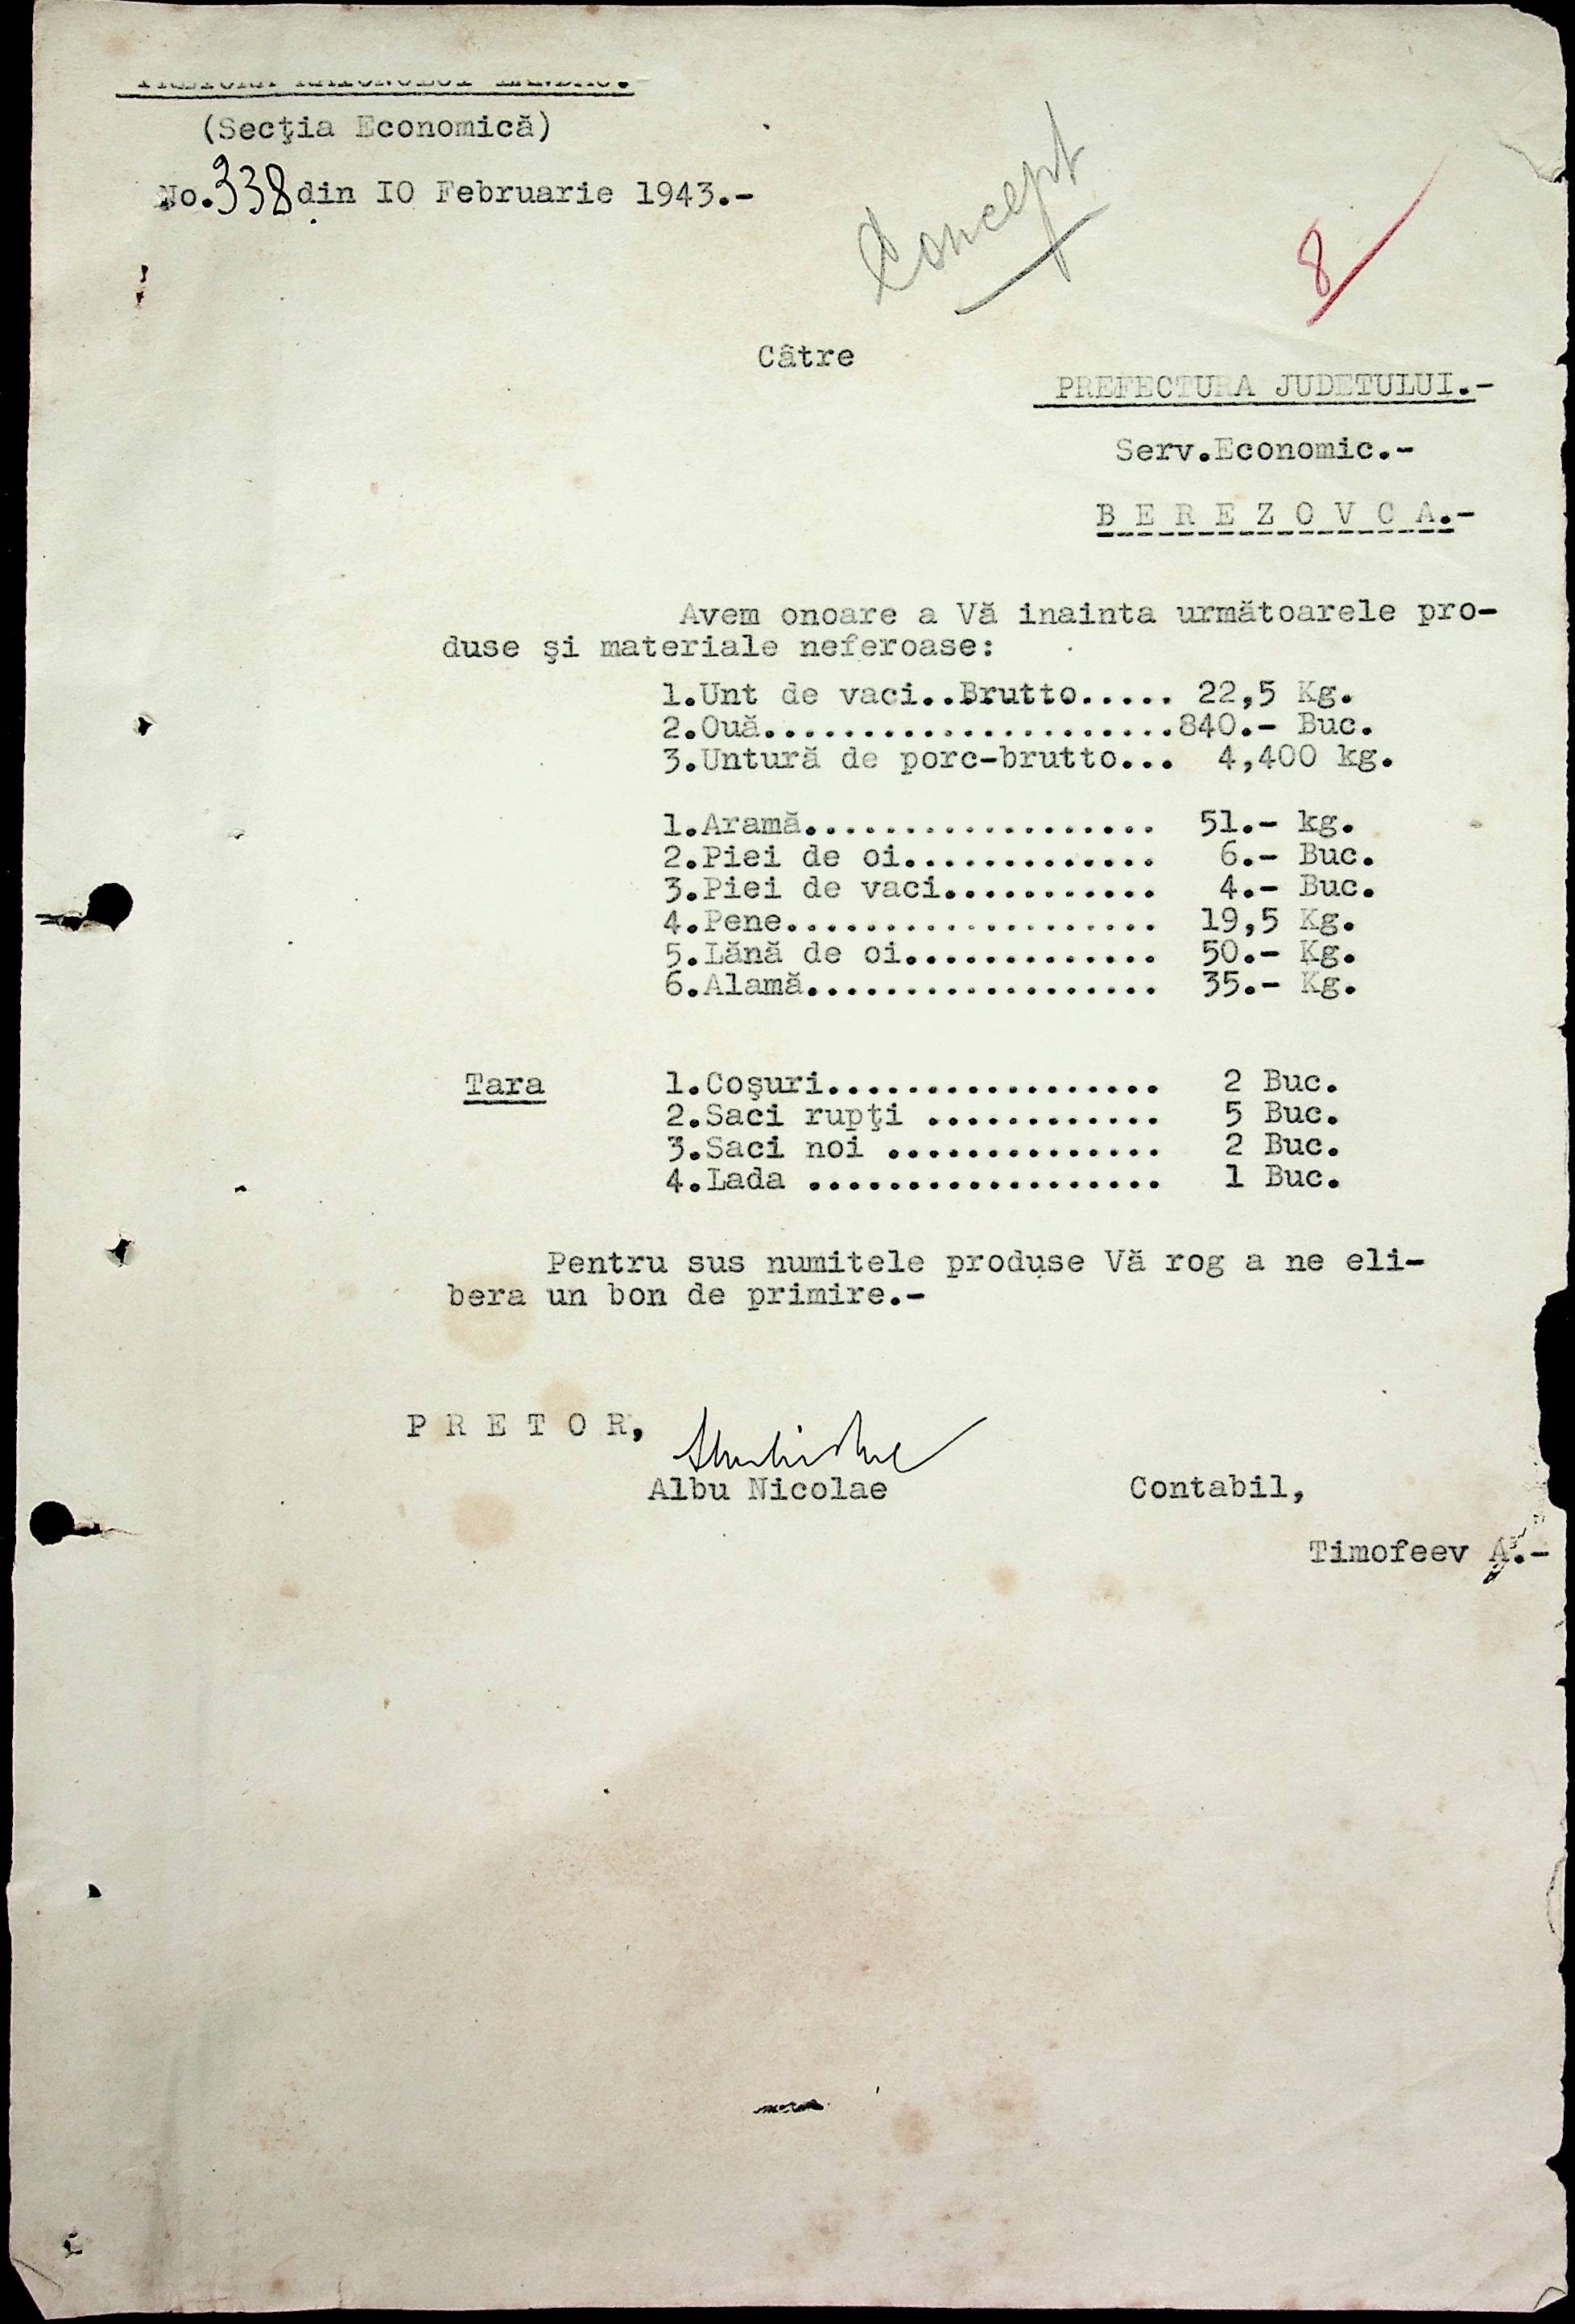 (Secţia Economică)
No.338 din IO Februarie 1943.-
Concept
8
Câtre
PREFECTURA JUDETULUI.-
Serv.Economic.-
B E R E Z O V C A.-
Avem onoare a Vă inainta următoarele pro-
duse şi materiale neferoase:
1.Unt de vaci..Brutto..... 22,5 Kg.
2.Ouă.....................840.- Buc.
3.Untură de porc-brutto... 4,400 kg.
1.Aramă.................. 51.- kg.
2.Piei de oi............. 6.- Buc.
3.Piei de vaci........... 4.- Buc.
4.Pene................... 19,5 Kg.
5.Lănă de oi............. 50.- Kg.
6.Alamă.................. 35.- Kg.
Tara 1.Coşuri................. 2 Buc.
2.Saci rupţi ............ 5 Buc.
3.Saci noi .............. 2 Buc.
4.Lada .................. 1 Buc.
Pentru sus numitele produse Vă rog a ne eli-
bera un bon de primire.-
P R E T O R,
Albu Nicolae Contabil,
Timofeev A.-